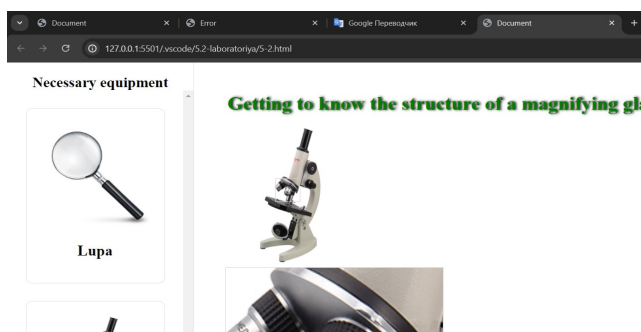 Document
Error
Google Переводчик
Document
127.0.0.1:5501/.vscode/5.2-laboratoriya/5-2.html
Necessary equipment
Getting to know the structure of a magnifying gla
Lupa